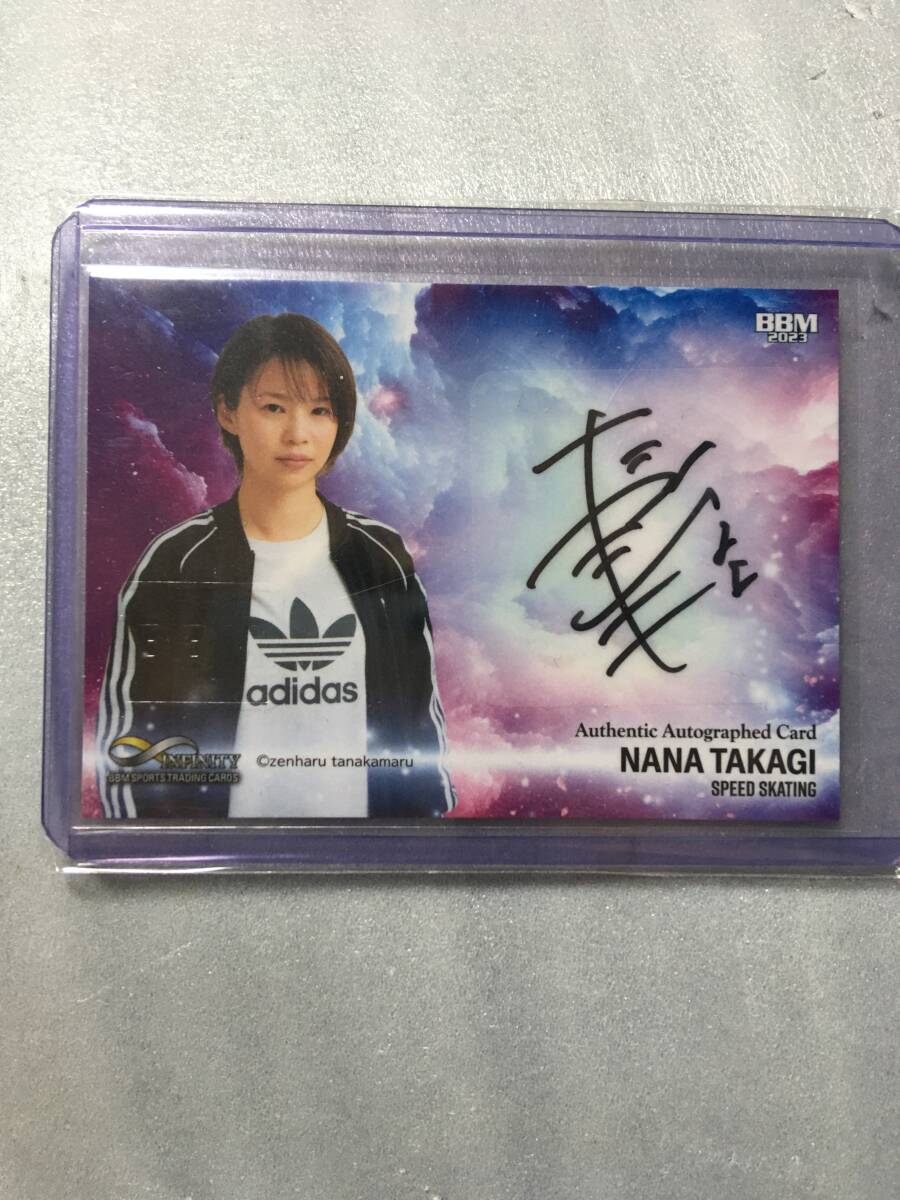 BBM
2023
adidas
INFINITY
BBM SPORTS TRADING CARDS
©zenharu tanakamaru
Authentic Autographed Card
NANA TAKAGI
SPEED SKATING